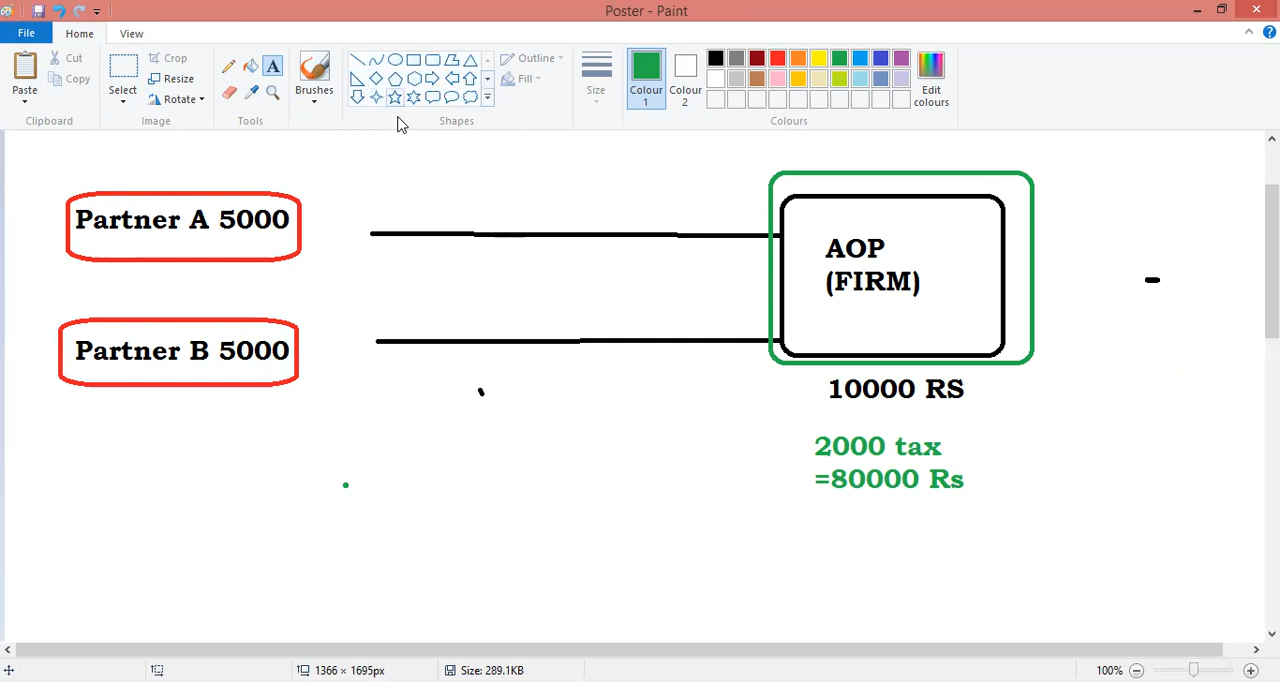 Poster - Paint
File
Home
View
Paste
Cut
Copy
Clipboard
Select
Crop
Resize
Rotate
Image
A
Tools
Brushes
Outline
Fill
Shapes
Size
Colour 1
Colour 2
Edit colours
Colours
Partner A 5000
Partner B 5000
AOP
(FIRM)
10000 RS
2000 tax
=80000 Rs
1366 × 1695px
Size: 289.1KB
100%